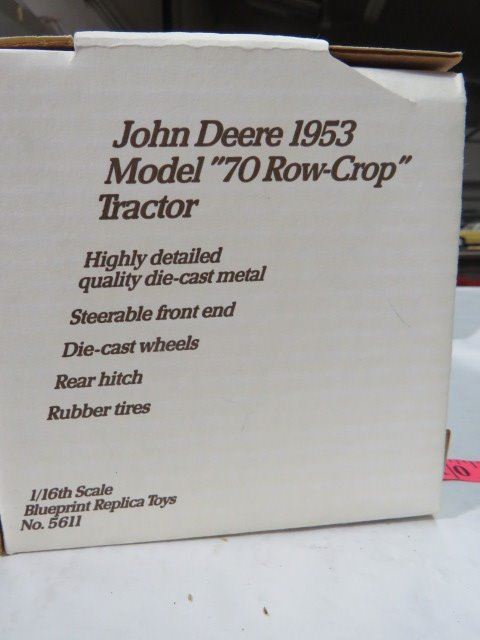 John Deere 1953
Model "70 Row-Crop"
Tractor
Highly detailed
quality die-cast metal
Steerable front end
Die-cast wheels
Rear hitch
Rubber tires
1/16th Scale
Blueprint Replica Toys
No. 5611
0